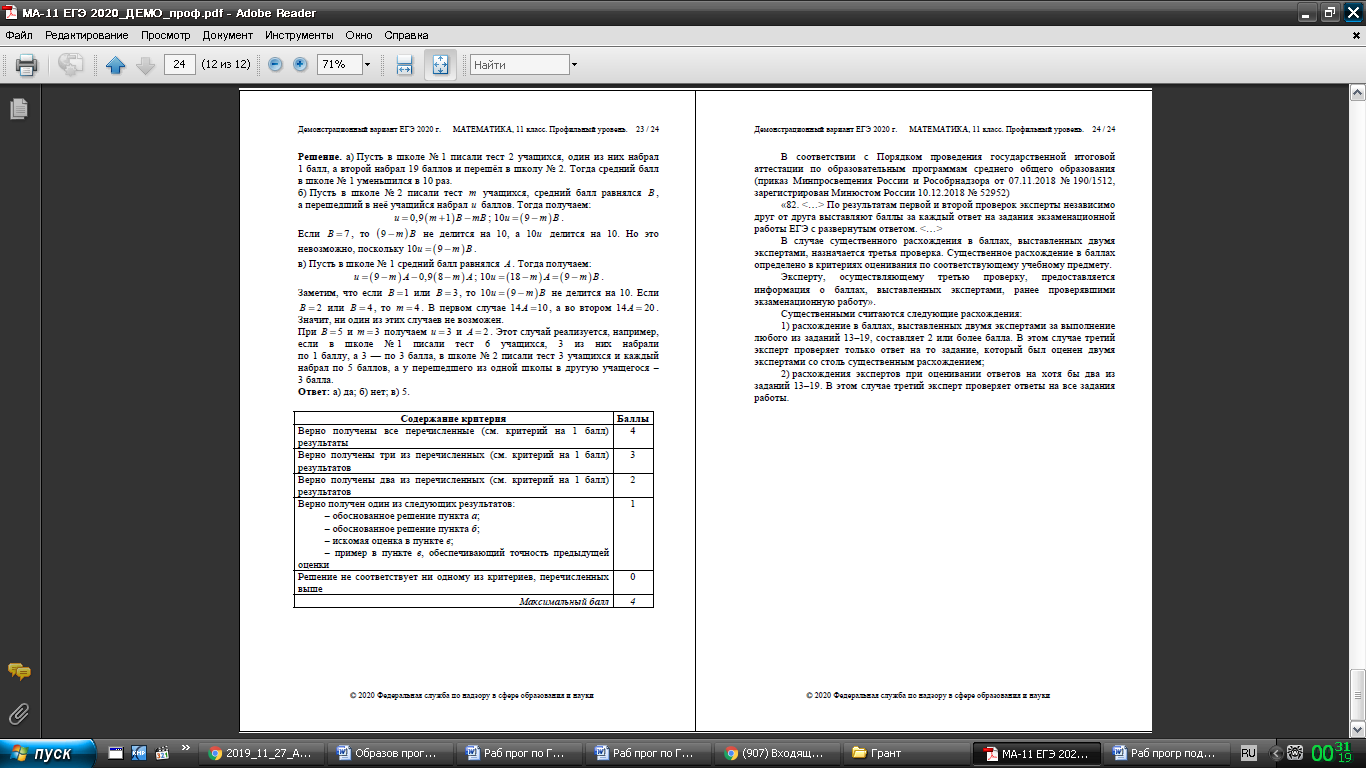 МА-11 ЕГЭ 2020_ДЕМО_проф.pdf - Adobe Reader
Файл Редактирование Просмотр Документ Инструменты Окно Справка
24 (12 из 12) 71% Найти
Демонстрационный вариант ЕГЭ 2020 г. МАТЕМАТИКА, 11 класс. Профильный уровень. 23 / 24
Решение. а) Пусть в школе № 1 писали тест 2 учащихся, один из них набрал
1 балл, а второй набрал 19 баллов и перешёл в школу № 2. Тогда средний балл
в школе № 1 уменьшился в 10 раз.
б) Пусть в школе № 2 писали тест m учащихся, средний балл равнялся B,
а перешедший в неё учащийся набрал u баллов. Тогда получаем:
u=0,9(m+1)B−mB; 10u=(9−m)B.
Если B=7, то (9−m)B не делится на 10, а 10u делится на 10. Но это
невозможно, поскольку 10u=(9−m)B.
в) Пусть в школе № 1 средний балл равнялся A. Тогда получаем:
u=(9−m)A−0,9(8−m)A; 10u=(18−m)A=(9−m)B.
Заметим, что если B=1 или B=3, то 10u=(9−m)B не делится на 10. Если
B=2 или B=4, то m=4. В первом случае 14A=10, а во втором 14A=20.
Значит, ни один из этих случаев не возможен.
При B=5 и m=3 получаем u=3 и A=2. Этот случай реализуется, например,
если в школе № 1 писали тест 6 учащихся, 3 из них набрали
по 1 баллу, а 3 — по 3 балла, в школе № 2 писали тест 3 учащихся и каждый
набрал по 5 баллов, а у перешедшего из одной школы в другую учащегося –
3 балла.
Ответ: а) да; б) нет; в) 5.
Содержание критерия Баллы
Верно получены все перечисленные (см. критерий на 1 балл) 4
результаты
Верно получены три из перечисленных (см. критерий на 1 балл) 3
результатов
Верно получены два из перечисленных (см. критерий на 1 балл) 2
результатов
Верно получен один из следующих результатов: 1
– обоснованное решение пункта а;
– обоснованное решение пункта б;
– искомая оценка в пункте в;
– пример в пункте в, обеспечивающий точность предыдущей
оценки
Решение не соответствует ни одному из критериев, перечисленных 0
выше
Максимальный балл 4
© 2020 Федеральная служба по надзору в сфере образования и науки
Демонстрационный вариант ЕГЭ 2020 г. МАТЕМАТИКА, 11 класс. Профильный уровень. 24 / 24
В соответствии с Порядком проведения государственной итоговой
аттестации по образовательным программам среднего общего образования
(приказ Минпросвещения России и Рособрнадзора от 07.11.2018 № 190/1512,
зарегистрирован Минюстом России 10.12.2018 № 52952)
«82. <…> По результатам первой и второй проверок эксперты независимо
друг от друга выставляют баллы за каждый ответ на задания экзаменационной
работы ЕГЭ с развернутым ответом. <…>
В случае существенного расхождения в баллах, выставленных двумя
экспертами, назначается третья проверка. Существенное расхождение в баллах
определено в критериях оценивания по соответствующему учебному предмету.
Эксперту, осуществляющему третью проверку, предоставляется
информация о баллах, выставленных экспертами, ранее проверявшими
экзаменационную работу».
Существенными считаются следующие расхождения:
1) расхождение в баллах, выставленных двумя экспертами за выполнение
любого из заданий 13–19, составляет 2 или более балла. В этом случае третий
эксперт проверяет только ответ на то задание, который был оценен двумя
экспертами со столь существенным расхождением;
2) расхождения экспертов при оценивании ответов на хотя бы два из
заданий 13–19. В этом случае третий эксперт проверяет ответы на все задания
работы.
© 2020 Федеральная служба по надзору в сфере образования и науки
пуск » 2019_11_27_А... Образов прог... Раб прог по Г... Раб прог по Г... (907) Входящ... Грант МА-11 ЕГЭ 202... Раб прогр под... RU 00 31 19